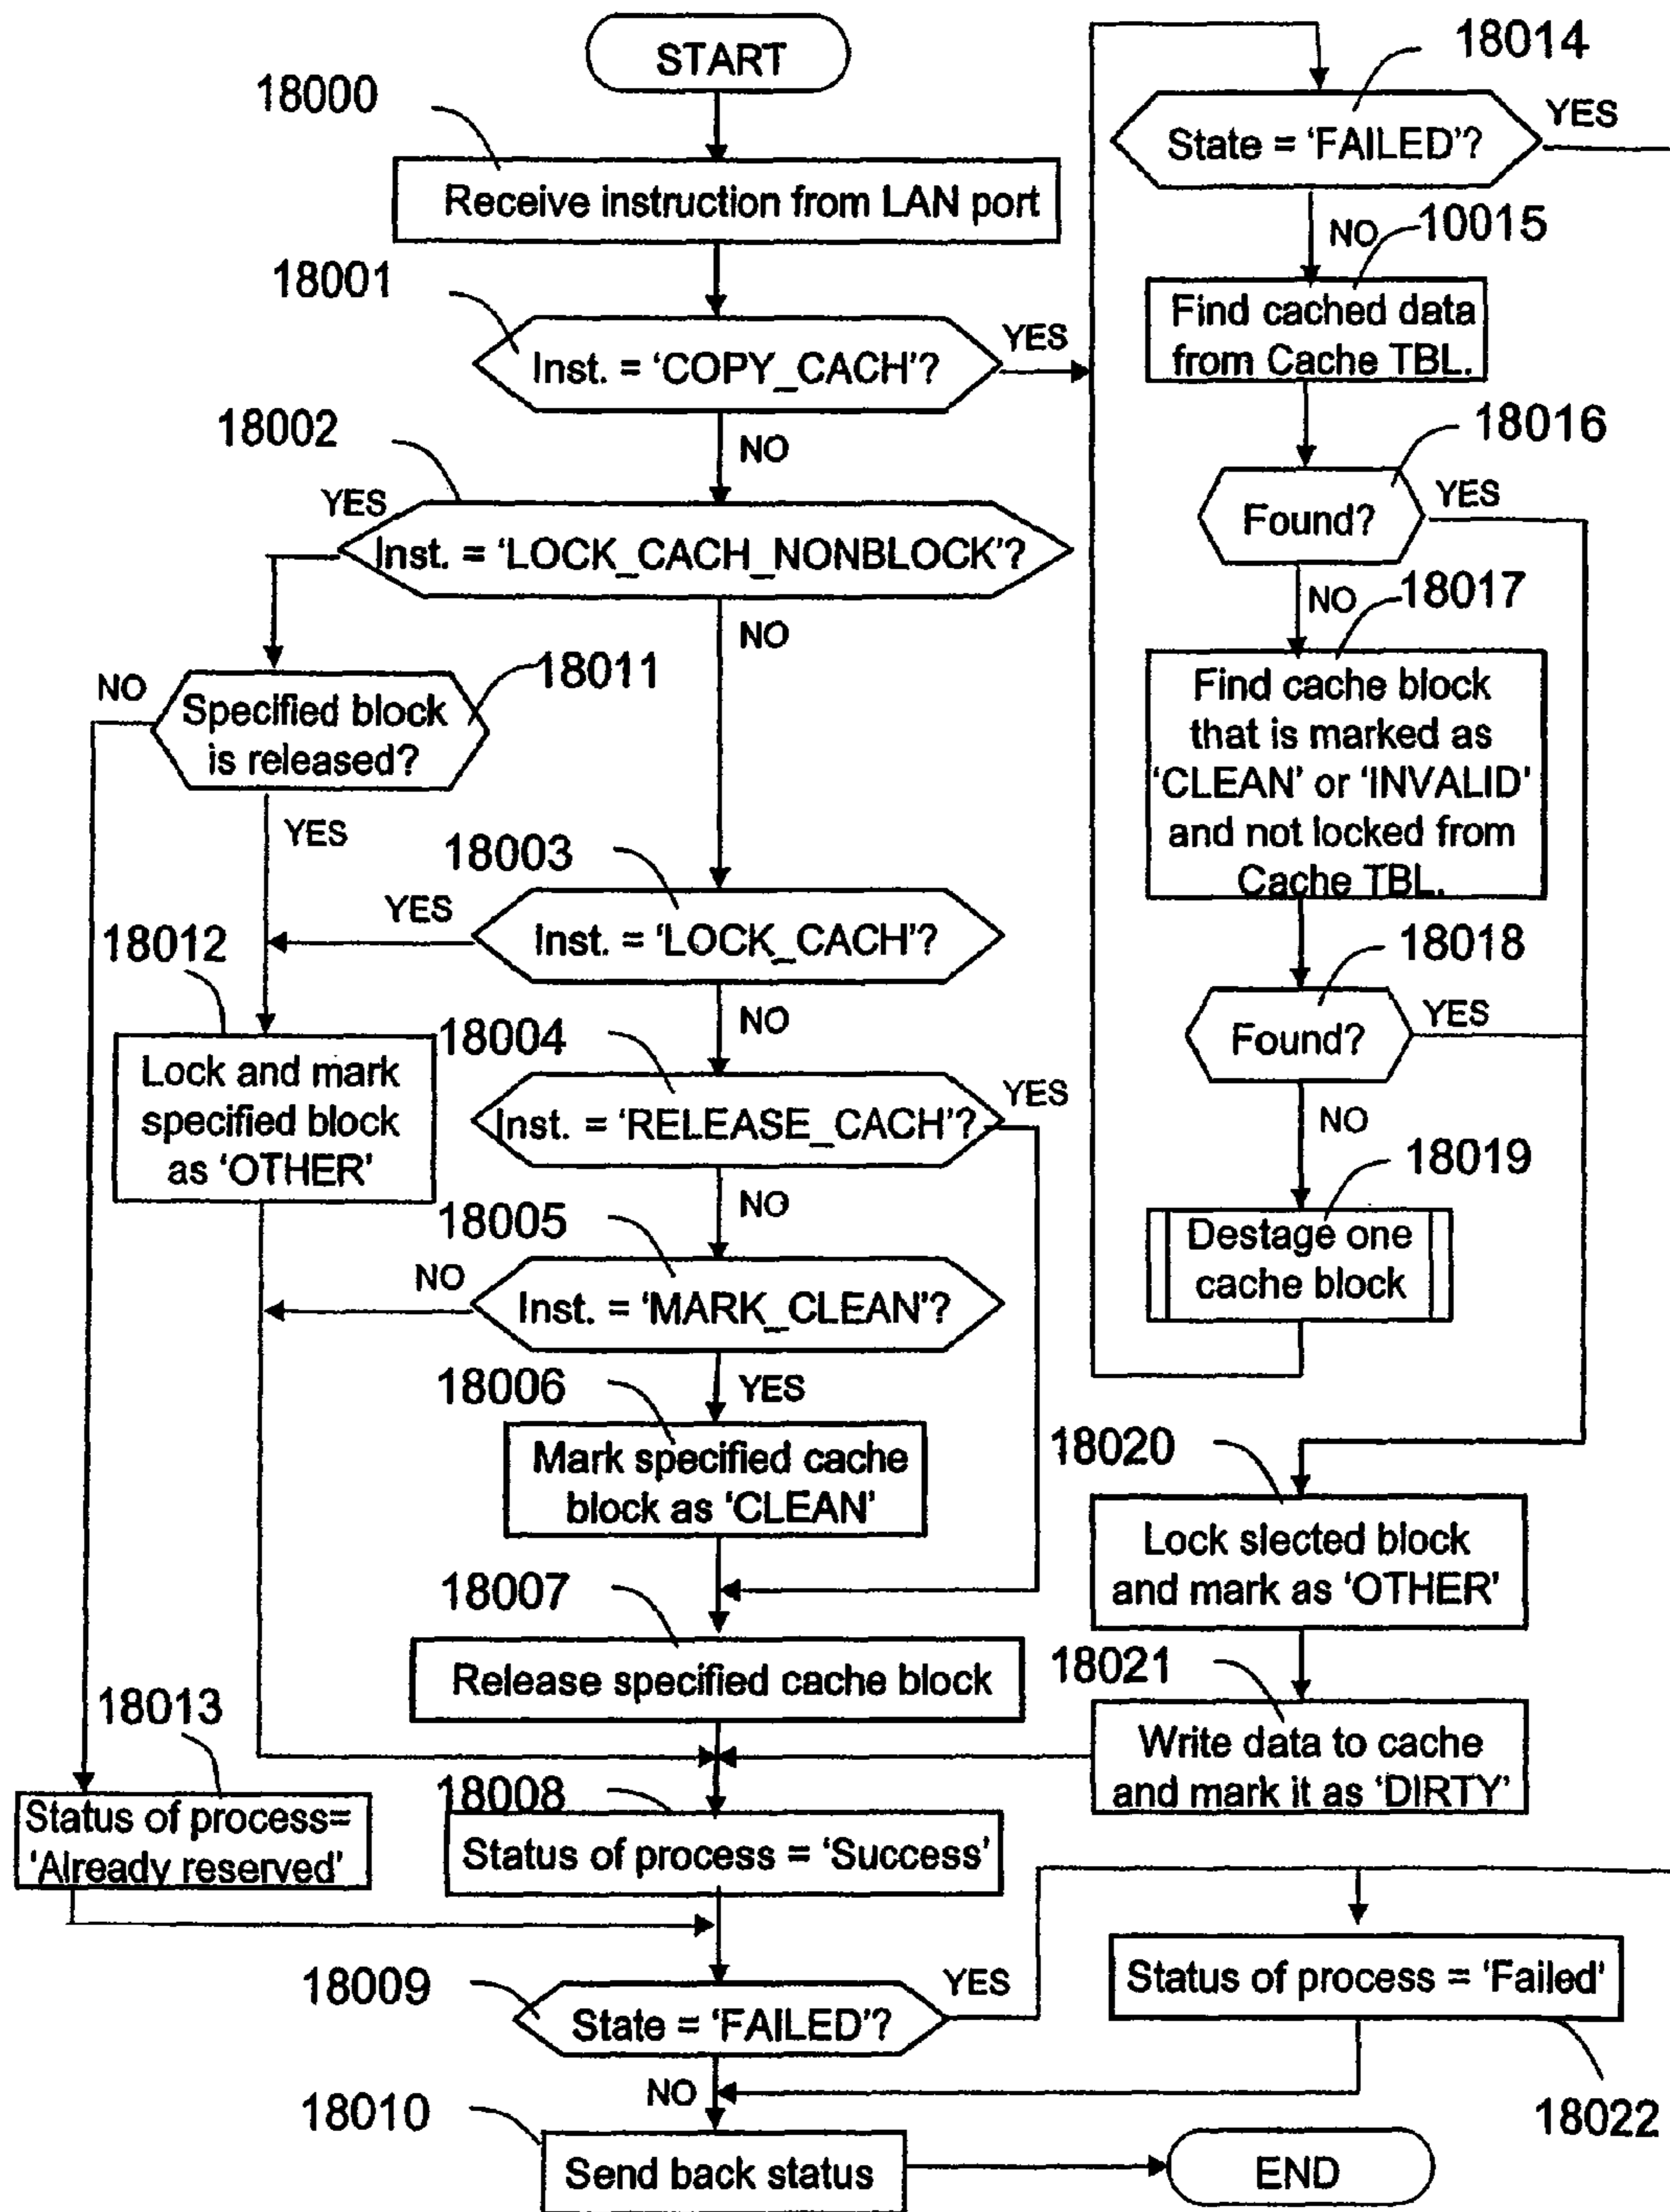 START
18000
Receive instruction from LAN port
18001
Inst. = ‘COPY_CACH’?
YES
NO
18002
YES
Inst. = ‘LOCK_CACH_NONBLOCK’?
NO
18011
NO
Specified block
is released?
YES
18003
YES
Inst. = ‘LOCK_CACH’?
NO
18012
Lock and mark
specified block
as ‘OTHER’
18004
Inst. = ‘RELEASE_CACH’?
YES
NO
18005
NO
Inst. = ‘MARK_CLEAN’?
YES
18006
Mark specified cache
block as ‘CLEAN’
18007
Release specified cache block
18013
Status of process=
‘Already reserved’
18008
Status of process = ‘Success’
18009
State = ‘FAILED’?
YES
NO
18010
Send back status
END
18014
State = ‘FAILED’?
YES
NO
10015
Find cached data
from Cache TBL.
18016
Found?
YES
NO
18017
Find cache block
that is marked as
‘CLEAN’ or ‘INVALID’
and not locked from
Cache TBL.
18018
Found?
YES
NO
18019
Destage one
cache block
18020
Lock slected block
and mark as ‘OTHER’
18021
Write data to cache
and mark it as ‘DIRTY’
Status of process = ‘Failed’
18022